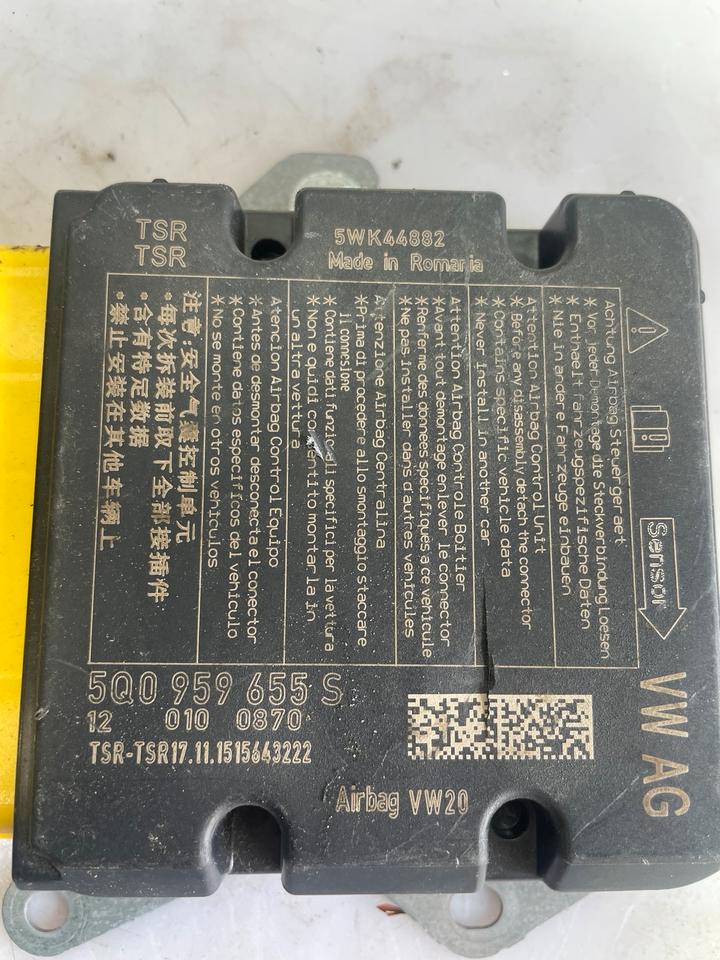 TSR
TSR
5WK44882
Made in Romania
Achtung Airbag Steuergeraet
* Vor jeder Demontage die Steckverbindung Loesen
* Enthaelt fahrzeugspezifische Daten
* Nie in andere Fahrzeuge einbauen
Attention Airbag Control Unit
* Before any disassembly detach the connector
* Contains specific vehicle data
* Never install in another car
Attention Airbag Controle Boitier
* Avant tout demontage enlever le connector
* Renferme des donnees specifiques a ce vehicule
* Ne pas installer dans d'autres vehicules
Attenzione Airbag Centralina
* Prima di procedere allo smontaggio staccare
il connesione
* Contiene dati funzionali specifici per la vettura
* Non e quidi consentito montarla in
un altra vettura
Atencion Airbag Control Equipo
* Antes de desmontar desconecta el conector
* Contiene datos especificos del vehiculo
* No se monte en otros vehiculos
注意:安全气囊控制单元
* 每次拆装前取下全部接插件
* 含有特定数据
* 禁止安装在其他车辆上
Sensor
VW AG
5Q0 959 655 S
12 010 0870
TSR-TSR17.11.1515643222
Airbag VW20